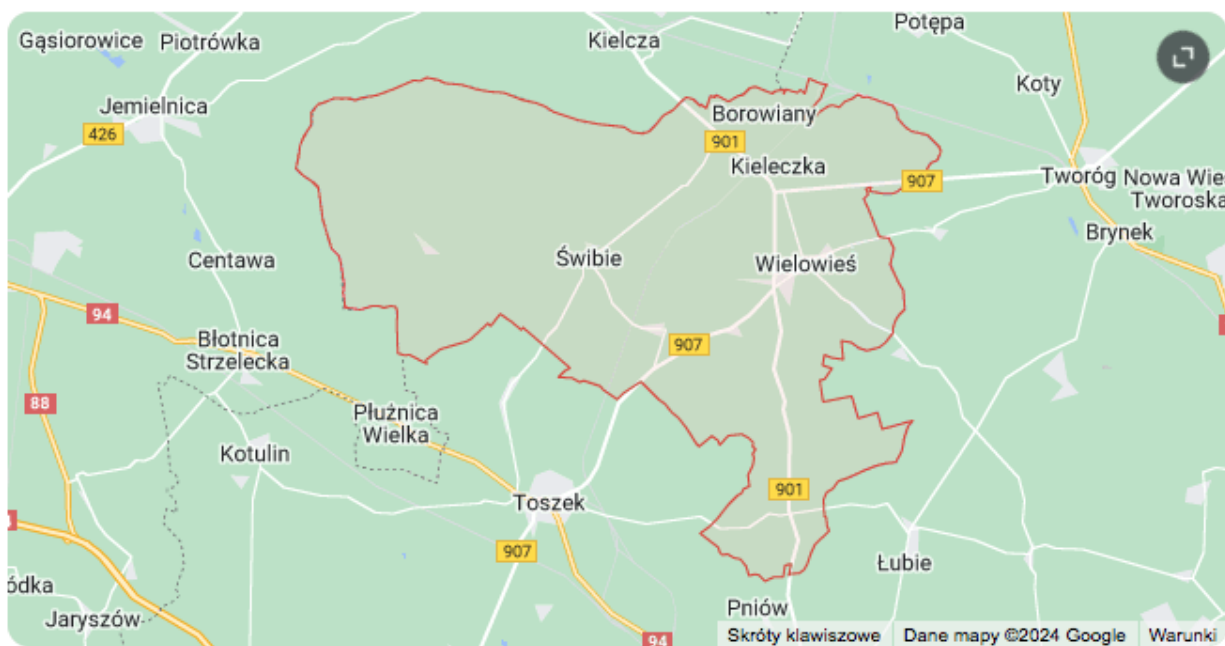 Gąsiorowice
Piotrówka
Kielcza
Potępa
Jemielnica
426
Borowiany
901
Koty
Kieleczka
907
Tworóg
Nowa Wieś
Tworoska
Brynek
Centawa
Świbie
Wielowieś
94
Błotnica
Strzelecka
907
88
Płużnica
Wielka
Kotulin
Toszek
901
907
Łubie
ódka
Jaryszów
Pniów
94
Skróty klawiszowe
Dane mapy ©2024 Google
Warunki